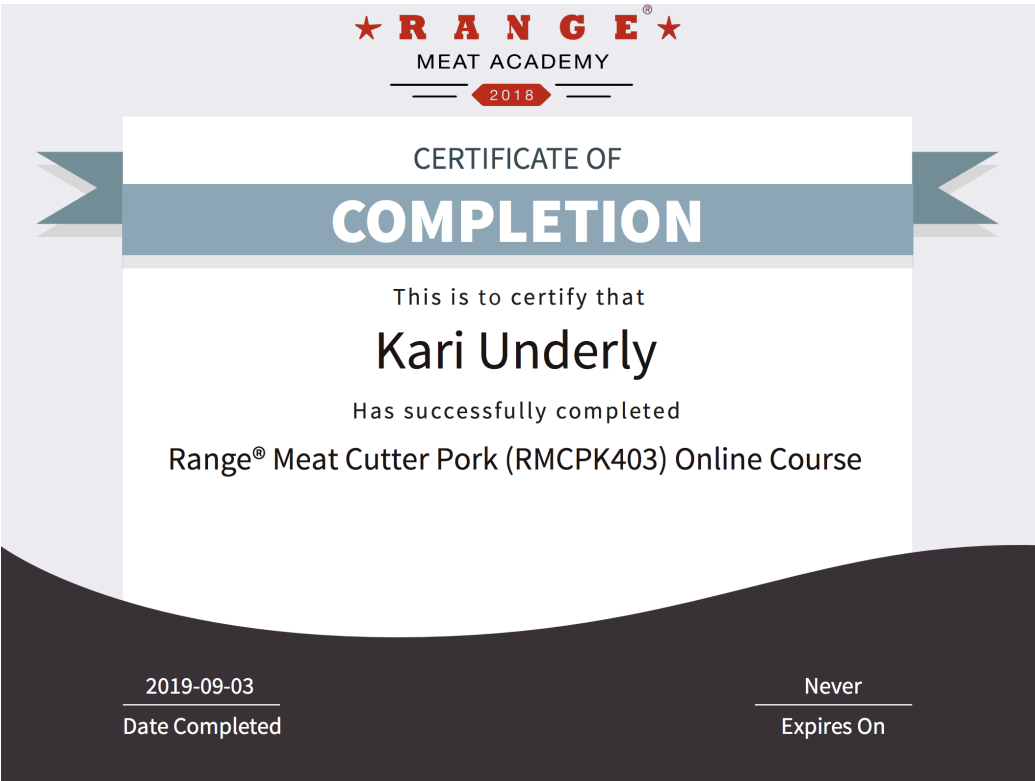 RANGE®
MEAT ACADEMY
2018
CERTIFICATE OF
COMPLETION
This is to certify that
Kari Underly
Has successfully completed
Range® Meat Cutter Pork (RMCPK403) Online Course
2019-09-03
Date Completed
Never
Expires On